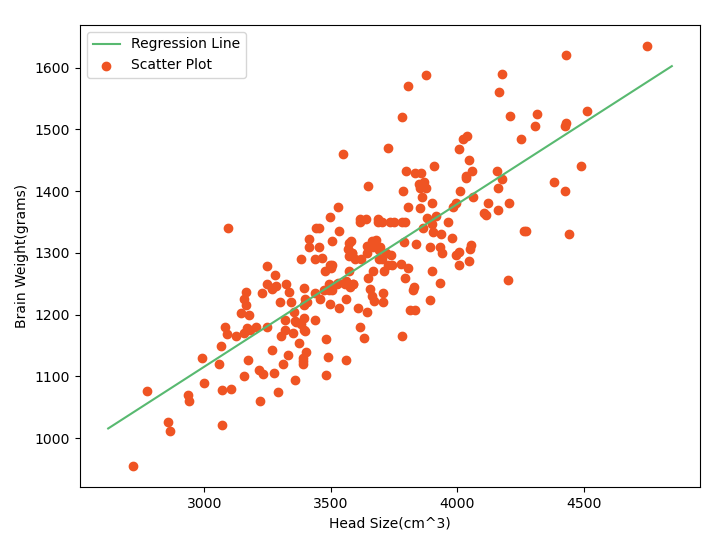 Regression Line
Scatter Plot
1600
1500
1400
1300
1200
1100
1000
Brain Weight(grams)
3000
3500
4000
4500
Head Size(cm^3)